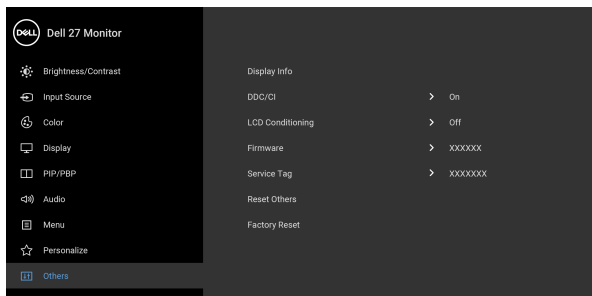 DELL Dell 27 Monitor
Brightness/Contrast
Input Source
Color
Display
PIP/PBP
Audio
Menu
Personalize
Others
Display Info
DDC/CI > On
LCD Conditioning > Off
Firmware > XXXXXX
Service Tag > XXXXXXX
Reset Others
Factory Reset